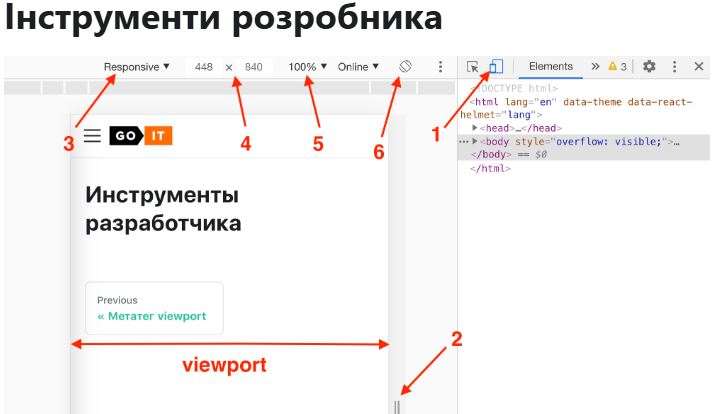 Інструменти розробника
Responsive ▼ 448 × 840 100% ▼ Online ▼
Elements » 3
<!DOCTYPE html>
<html lang="en" data-theme data-react-
helmet="lang">
<head>…</head>
<body style="overflow: visible;">…
</body> == $0
</html>
1
3
4
5
6
GO IT
Инструменты
разработчика
Previous
« Метатег viewport
viewport
2